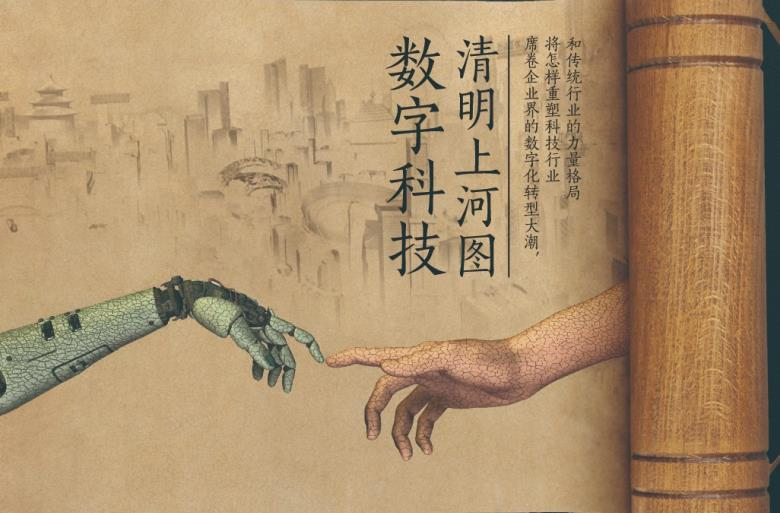 数字科技
清明上河图
席卷企业界的数字化转型大潮,
将怎样重塑科技行业
和传统行业的力量格局